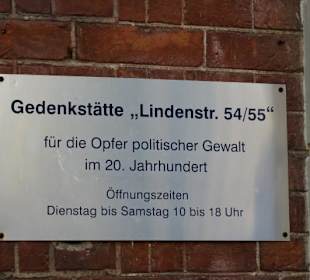 Gedenkstätte „Lindenstr. 54/55“
für die Opfer politischer Gewalt
im 20. Jahrhundert
Öffnungszeiten
Dienstag bis Samstag 10 bis 18 Uhr